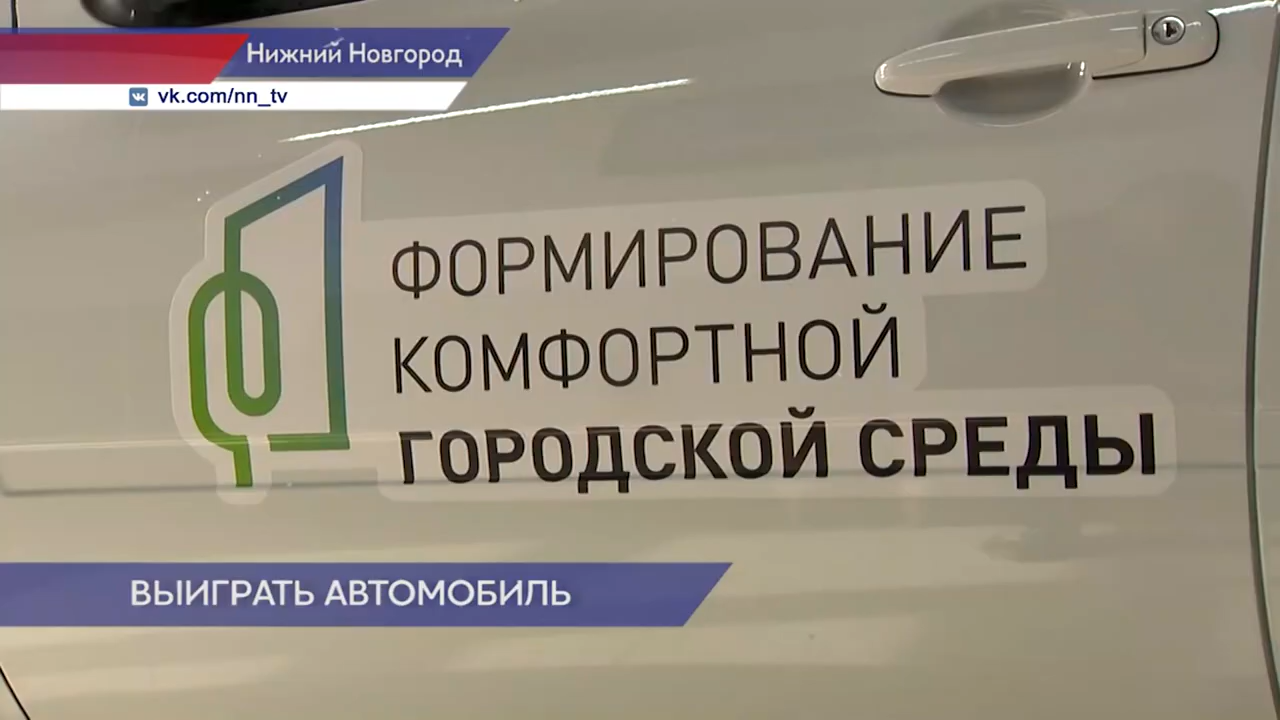 Нижний Новгород
vk.com/nn_tv
ФОРМИРОВАНИЕ
КОМФОРТНОЙ
ГОРОДСКОЙ СРЕДЫ
ВЫИГРАТЬ АВТОМОБИЛЬ